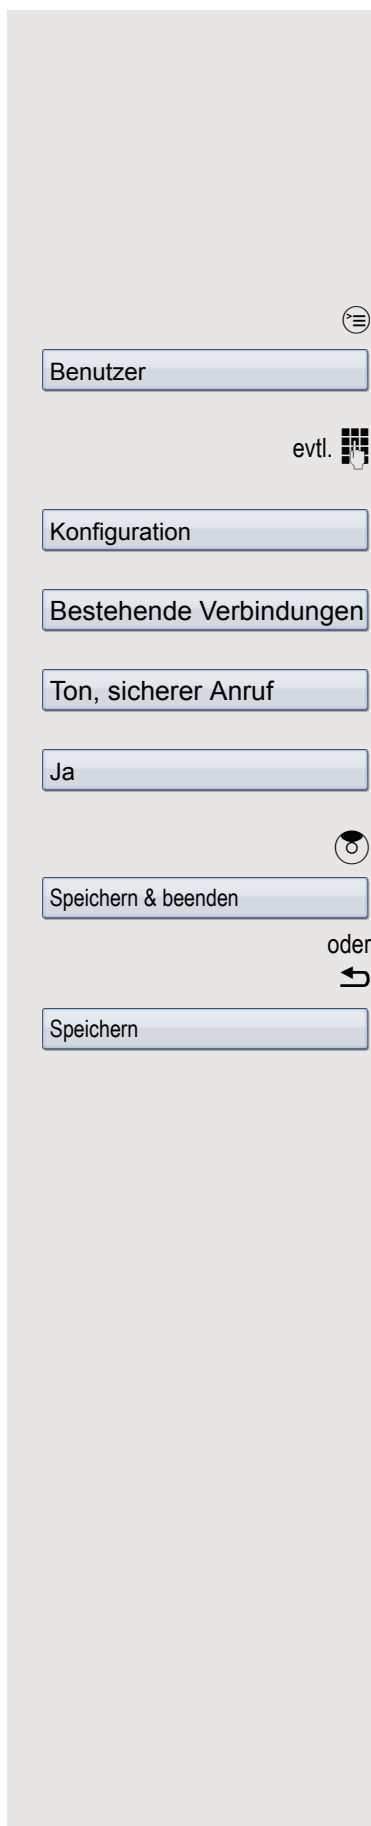 Benutzer
evtl.
Konfiguration
Bestehende Verbindungen
Ton, sicherer Anruf
Ja
Speichern & beenden
oder
Speichern